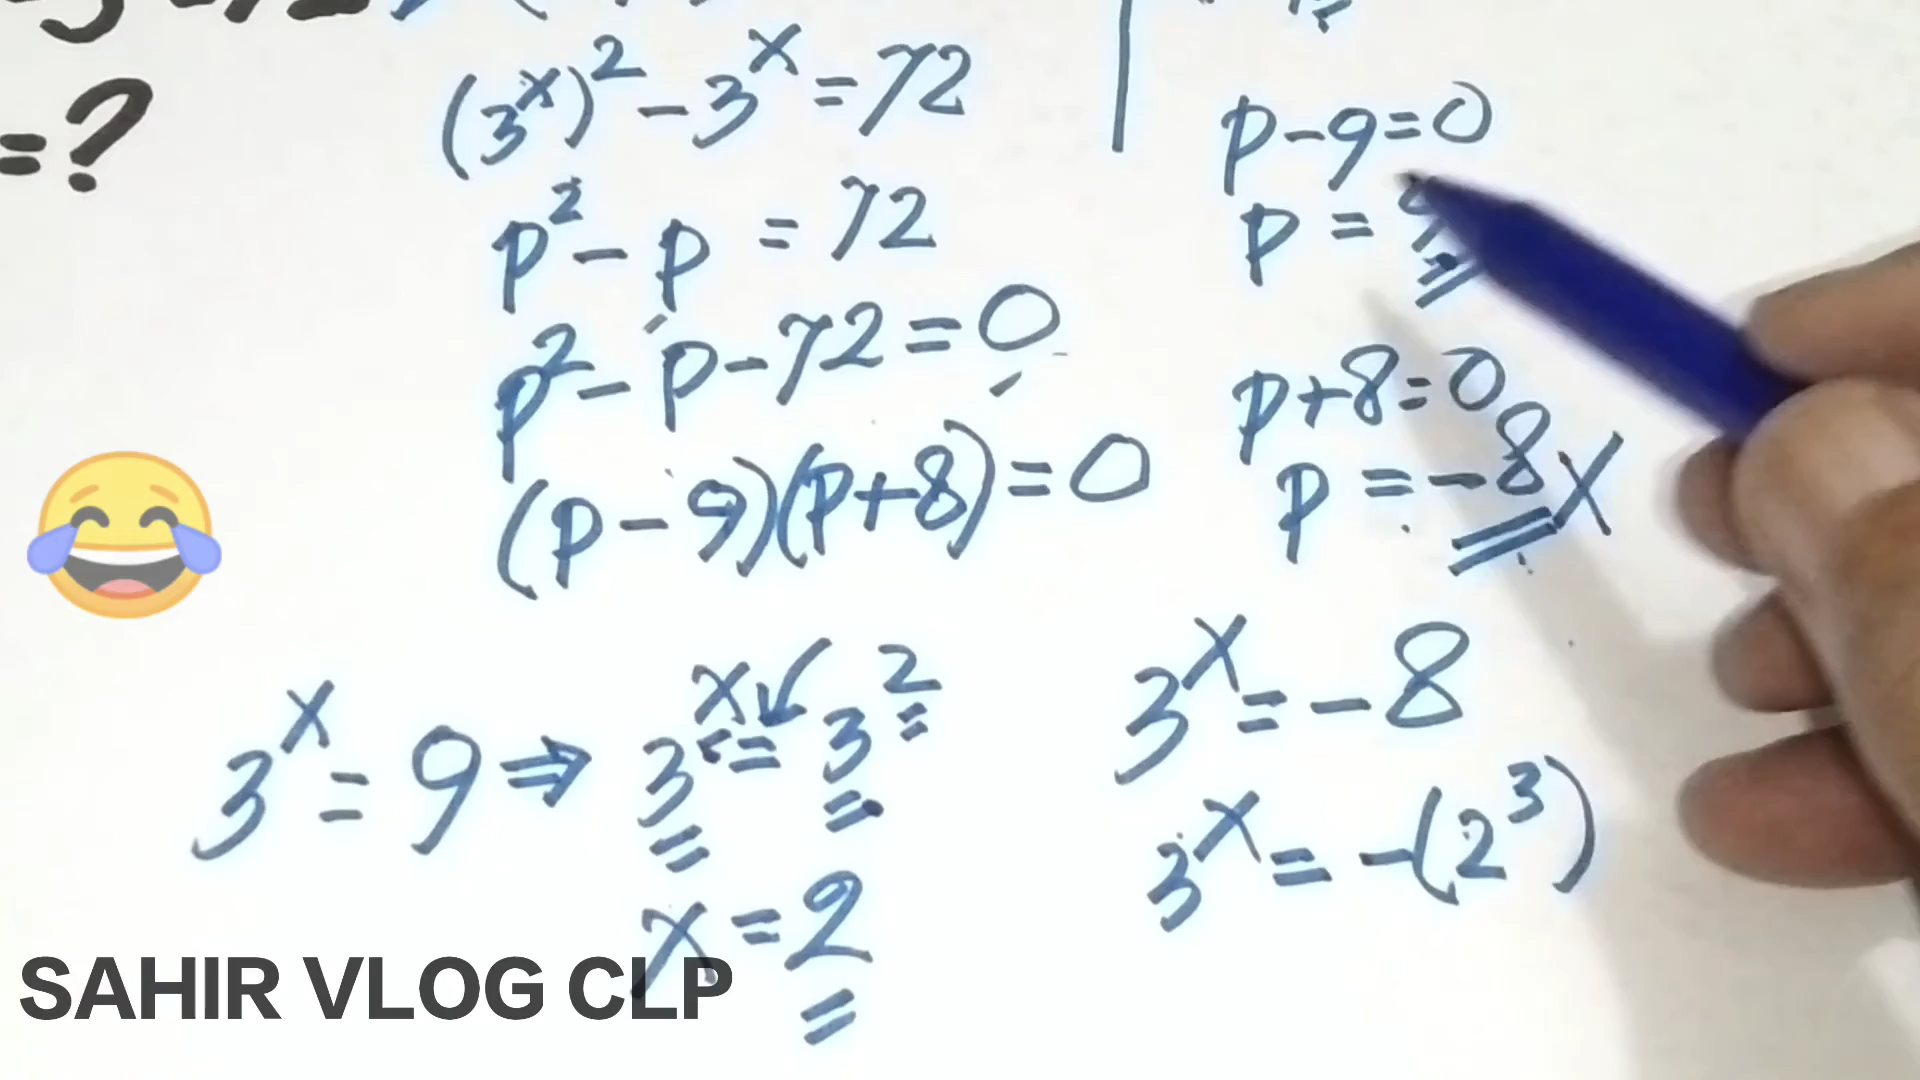 =?
(3^x)^2 - 3^x = 72
p^2 - p = 72
p^2 - p - 72 = 0
(p - 9)(p + 8) = 0
p - 9 = 0
p =
p + 8 = 0
p = -8 X
3^x = 9 ⇒ 3^x = 3^2
x = 2
3^x = -8
3^x = -(2^3)
SAHIR VLOG CLP